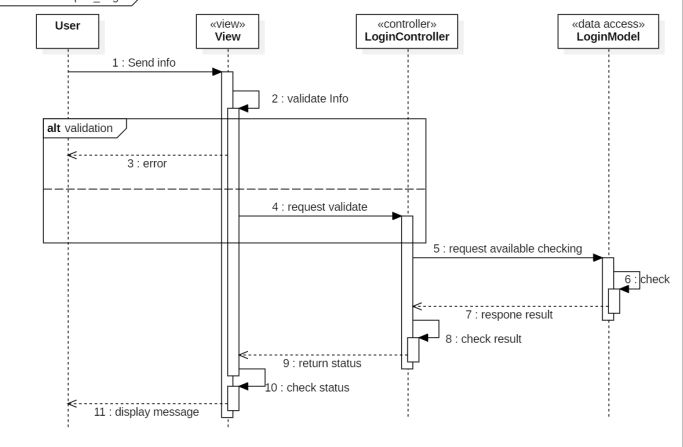 User
«view»
View
«controller»
LoginController
«data access»
LoginModel
1 : Send info
2 : validate Info
alt validation
3 : error
4 : request validate
5 : request available checking
6 : check
7 : respone result
8 : check result
9 : return status
10 : check status
11 : display message